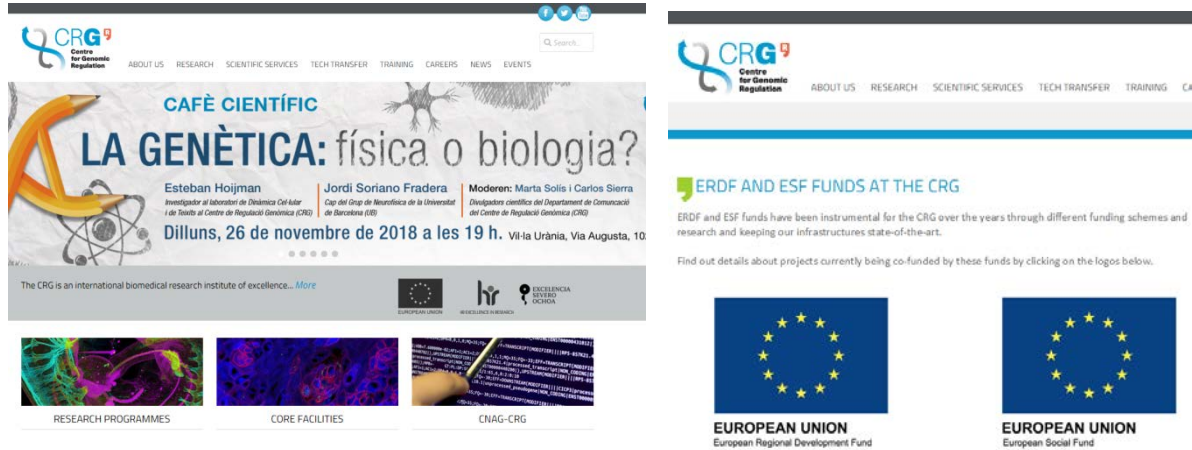 CRG
Centre
for Genomic
Regulation
Search...
ABOUT US RESEARCH SCIENTIFIC SERVICES TECH TRANSFER TRAINING CAREERS NEWS EVENTS
CAFÈ CIENTÍFIC
LA GENÈTICA: física o biologia?
Esteban Hoijman
Investigador al laboratori de Dinàmica Cel·lular
i de Teixits al Centre de Regulació Genòmica (CRG)
Jordi Soriano Fradera
Cap del Grup de Neurofísica de la Universitat
de Barcelona (UB)
Moderen: Marta Solís i Carlos Sierra
Divulgadors científics del Departament de Comuncació
del Centre de Regulació Genòmica (CRG)
Dilluns, 26 de novembre de 2018 a les 19 h. Vil·la Urània, Via Augusta, 10
The CRG is an international biomedical research institute of excellence... More
EUROPEAN UNION
hr
HR EXCELLENCE IN RESEARCH
EXCELENCIA
SEVERO
OCHOA
RESEARCH PROGRAMMES
CORE FACILITIES
CNAG-CRG
CRG
Centre
for Genomic
Regulation
ABOUT US RESEARCH SCIENTIFIC SERVICES TECH TRANSFER TRAINING CA
ERDF AND ESF FUNDS AT THE CRG
ERDF and ESF funds have been instrumental for the CRG over the years through different funding schemes and
research and keeping our infrastructures state-of-the-art.
Find out details about projects currently being co-funded by these funds by clicking on the logos below.
EUROPEAN UNION
European Regional Development Fund
EUROPEAN UNION
European Social Fund